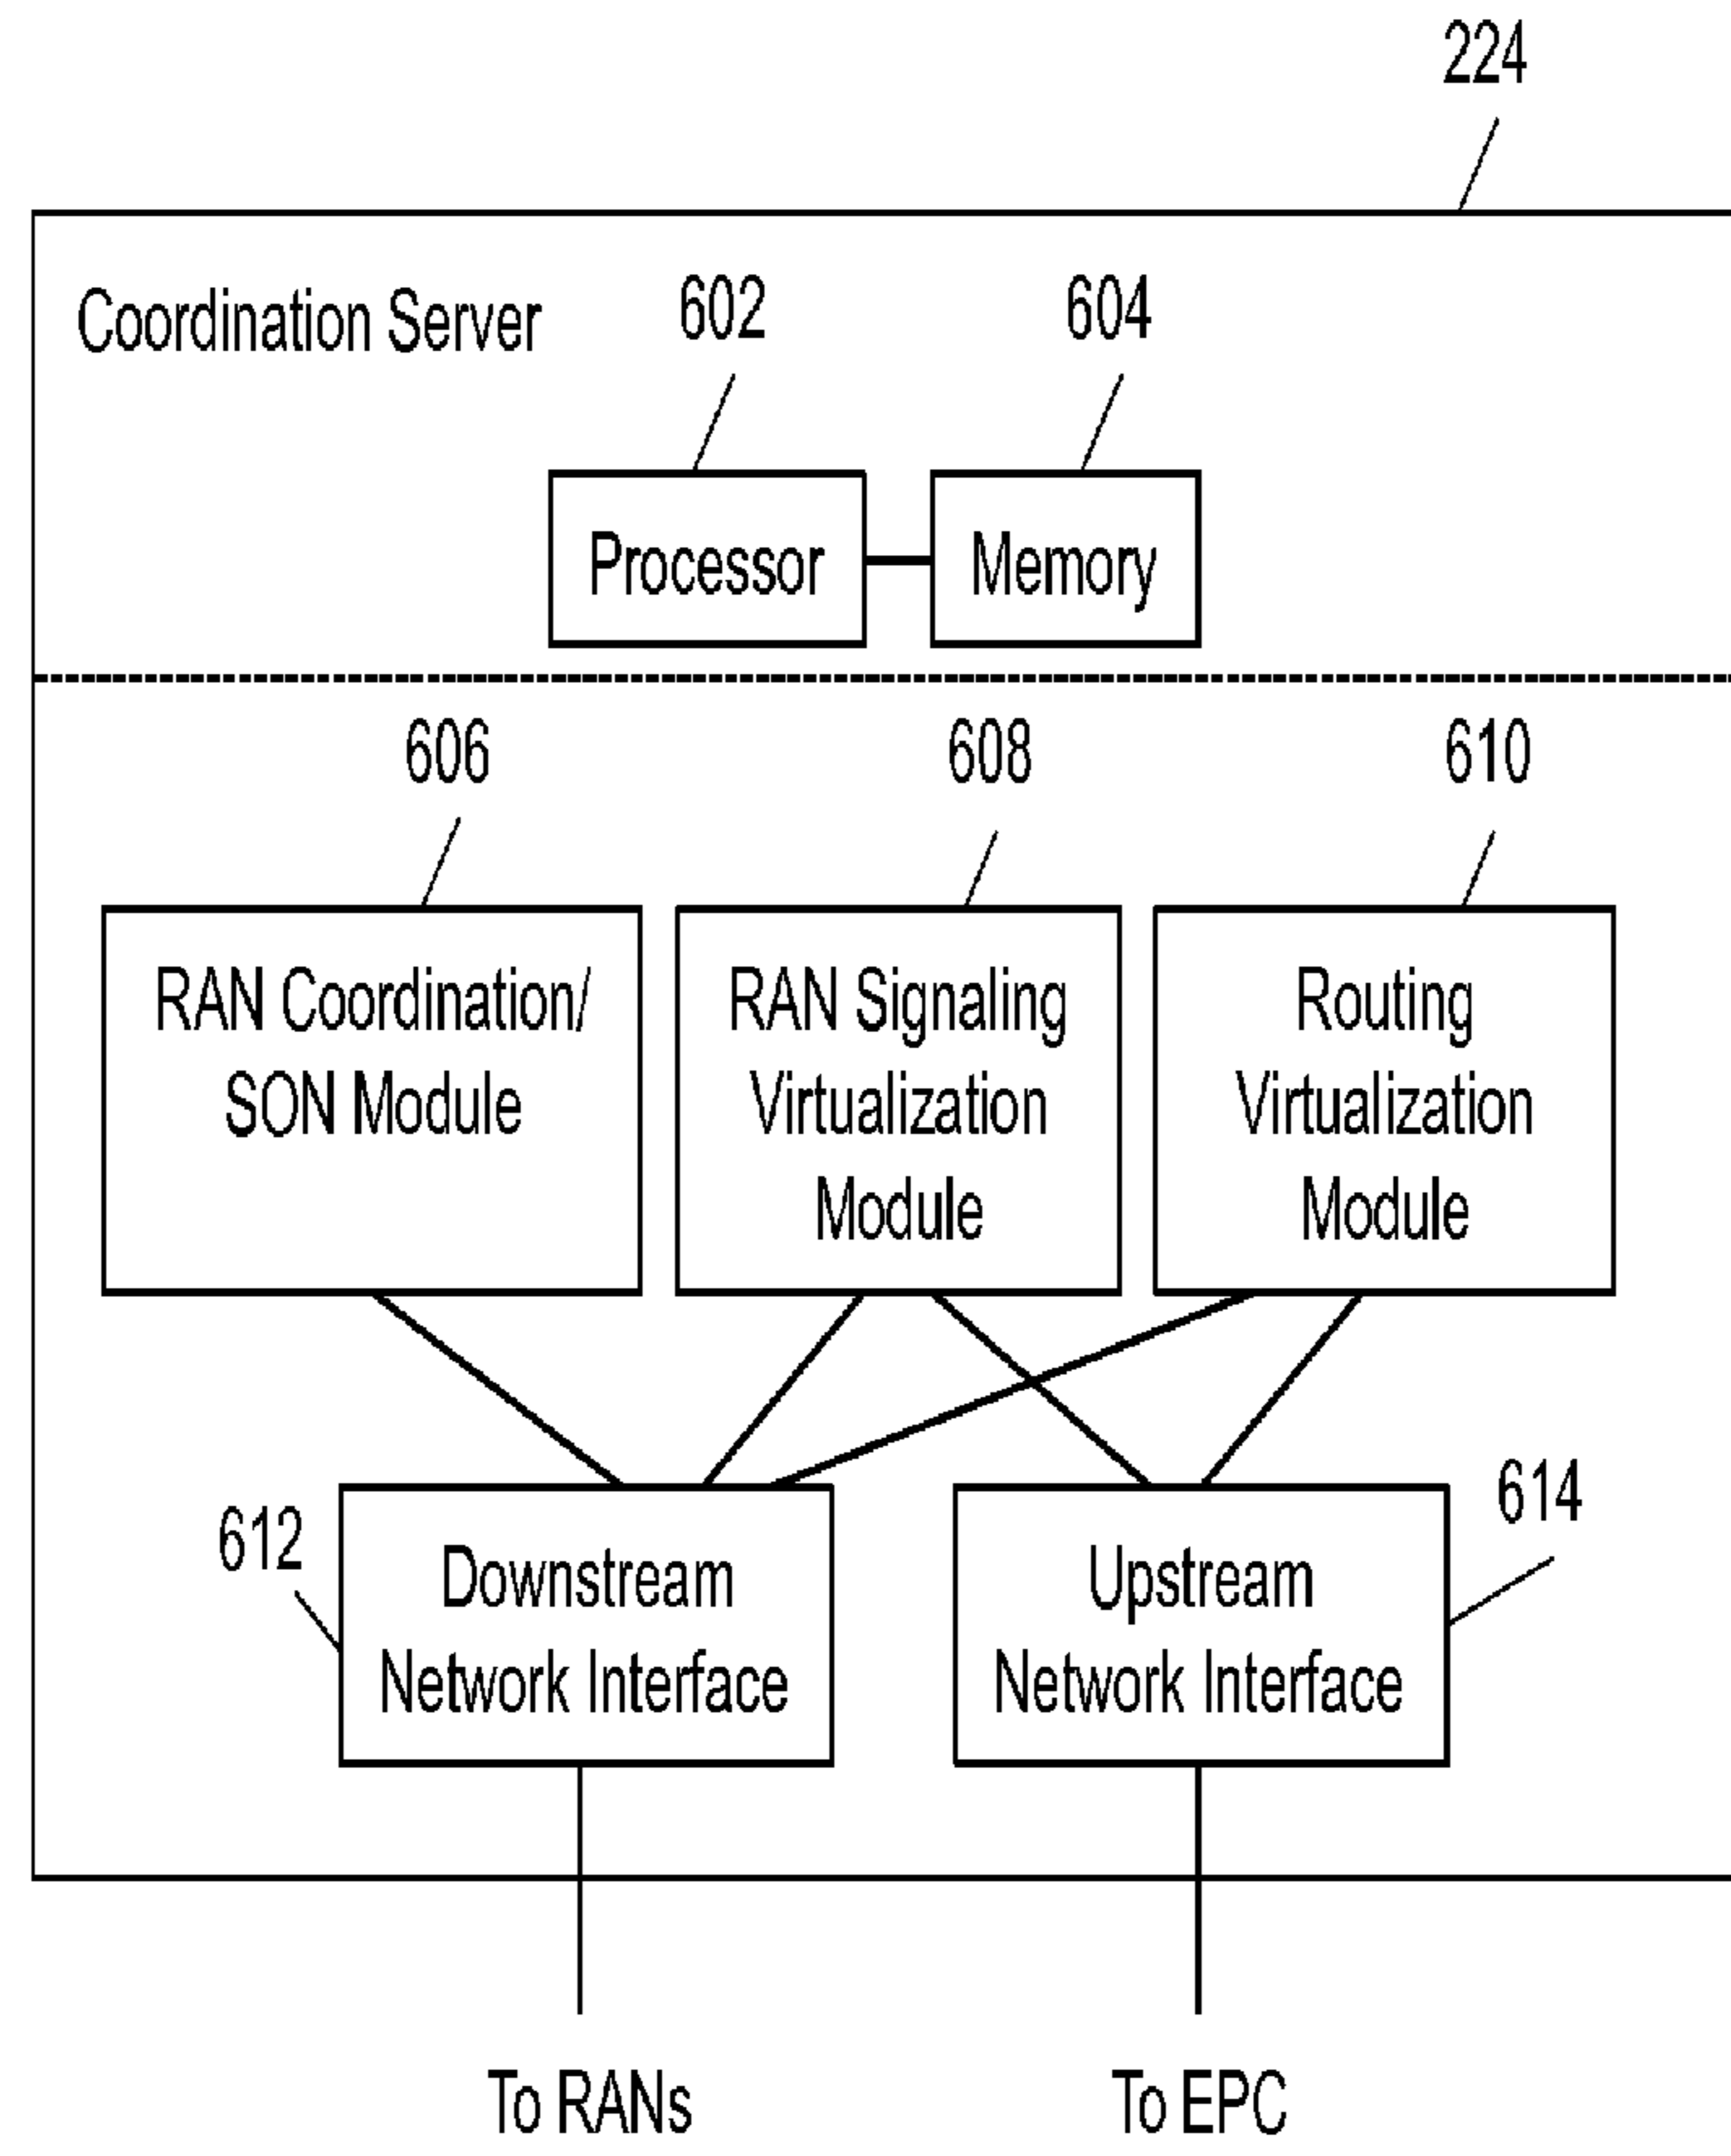 224
Coordination Server
602
604
Processor
Memory
606
608
610
RAN Coordination/
SON Module
RAN Signaling
Virtualization
Module
Routing
Virtualization
Module
612
614
Downstream
Network Interface
Upstream
Network Interface
To RANs
To EPC